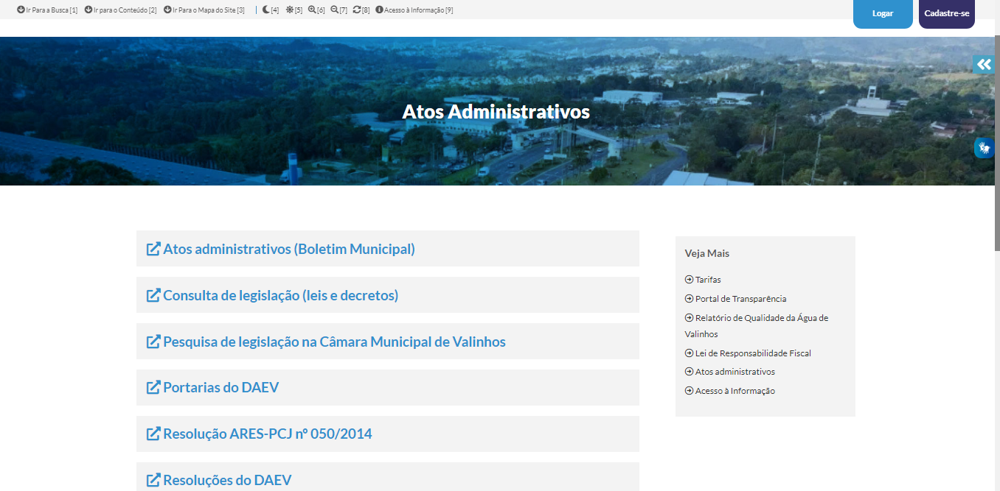 Ir Para a Busca [1] Ir para o Conteúdo [2] Ir Para o Mapa do Site [3] | [4] [5] [6] [7] [8] Acesso à Informação [9]
Logar
Cadastre-se
Atos Administrativos
Atos administrativos (Boletim Municipal)
Consulta de legislação (leis e decretos)
Pesquisa de legislação na Câmara Municipal de Valinhos
Portarias do DAEV
Resolução ARES-PCJ nº 050/2014
Resoluções do DAEV
Veja Mais
Tarifas
Portal de Transparência
Relatório de Qualidade da Água de
Valinhos
Lei de Responsabilidade Fiscal
Atos administrativos
Acesso à Informação